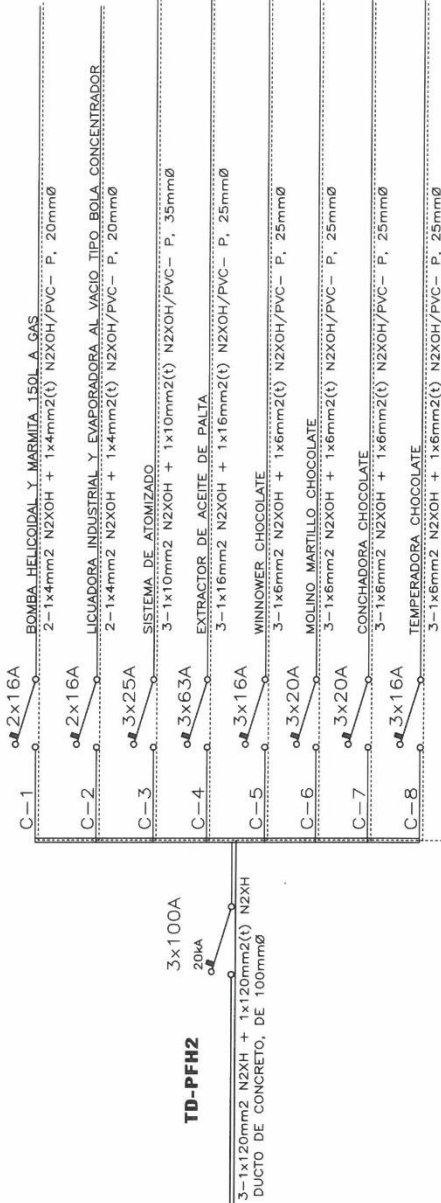 TD-PFH2
3x100A
20kA
3-1x120mm2 N2XH + 1x120mm2(t) N2XH
DUCTO DE CONCRETO, DE 100mmØ
C-1
2x16A
BOMBA HELICOIDAL Y MARMITA 150L A GAS
2-1x4mm2 N2XOH + 1x4mm2(t) N2XOH/PVC- P, 20mmØ
C-2
2x16A
LICUADORA INDUSTRIAL Y EVAPORADORA AL VACIO TIPO BOLA CONCENTRADOR
2-1x4mm2 N2XOH + 1x4mm2(t) N2XOH/PVC- P, 20mmØ
C-3
3x25A
SISTEMA DE ATOMIZADO
3-1x10mm2 N2XOH + 1x10mm2(t) N2XOH/PVC- P, 35mmØ
C-4
3x63A
EXTRACTOR DE ACEITE DE PALTA
3-1x16mm2 N2XOH + 1x16mm2(t) N2XOH/PVC- P, 25mmØ
C-5
3x16A
WINNOWER CHOCOLATE
3-1x6mm2 N2XOH + 1x6mm2(t) N2XOH/PVC- P, 25mmØ
C-6
3x20A
MOLINO MARTILLO CHOCOLATE
3-1x6mm2 N2XOH + 1x6mm2(t) N2XOH/PVC- P, 25mmØ
C-7
3x20A
CONCHADORA CHOCOLATE
3-1x6mm2 N2XOH + 1x6mm2(t) N2XOH/PVC- P, 25mmØ
C-8
3x16A
TEMPERADORA CHOCOLATE
3-1x6mm2 N2XOH + 1x6mm2(t) N2XOH/PVC- P, 25mmØ